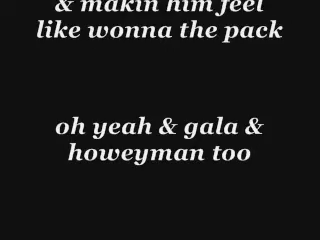 & makin him feel
like wonna the pack
oh yeah & gala &
howeyman too